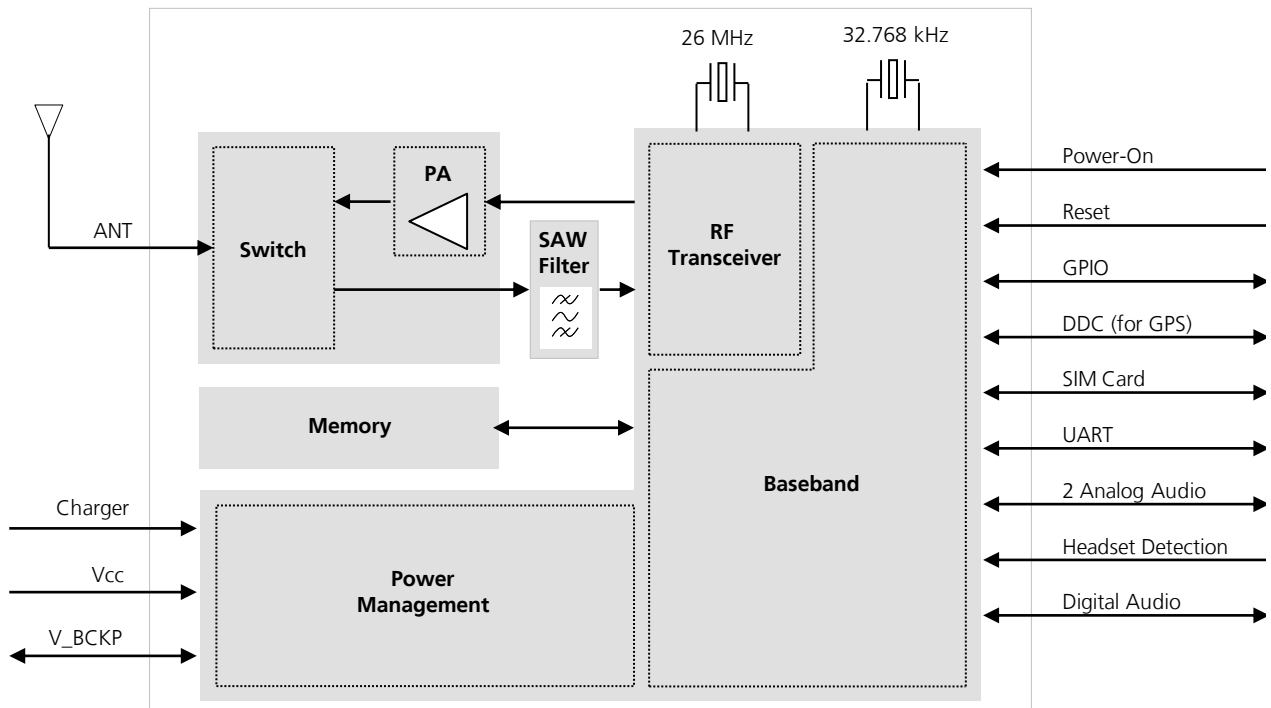 26 MHz
32.768 kHz
ANT
Switch
PA
SAW
Filter
RF
Transceiver
Memory
Baseband
Power
Management
Charger
Vcc
V_BCKP
Power-On
Reset
GPIO
DDC (for GPS)
SIM Card
UART
2 Analog Audio
Headset Detection
Digital Audio